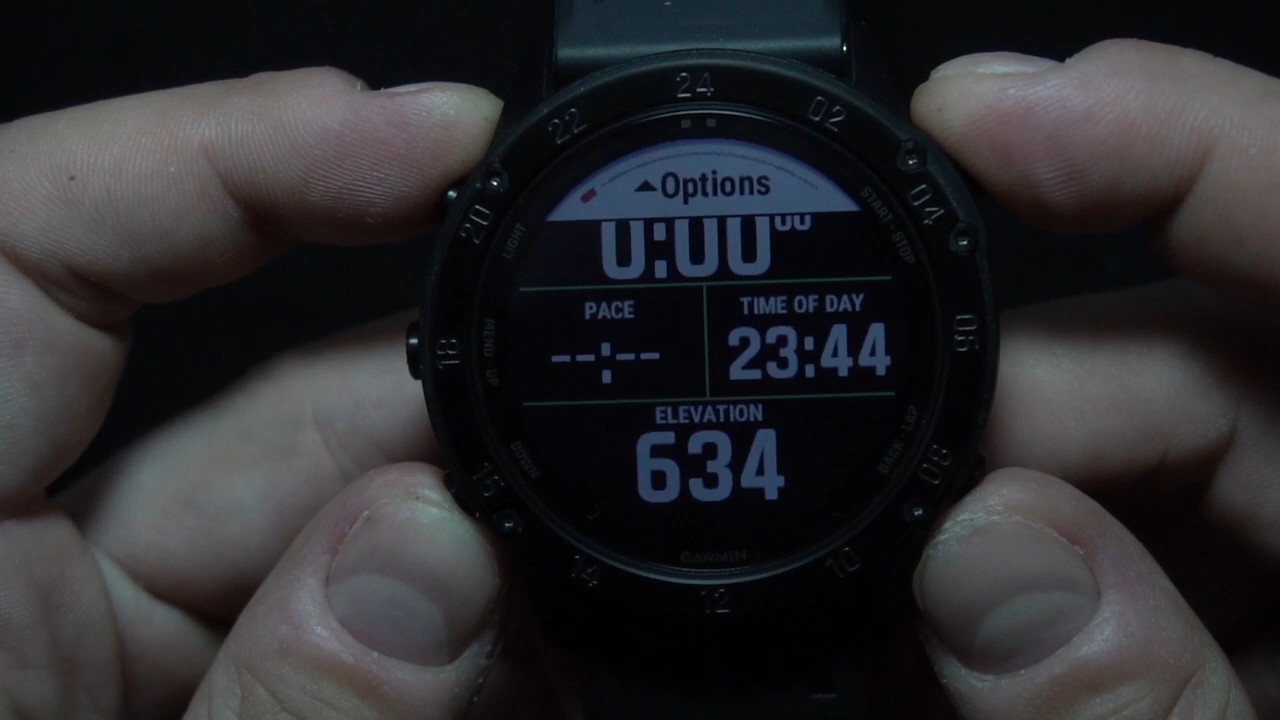 24
22
02
▲Options
20
LIGHT
START·STOP
04
0:00 00
PACE
TIME OF DAY
--:--
23:44
18
MENU·UP
06
ELEVATION
634
16
DOWN
BACK·LAP
08
GARMIN
14
10
12